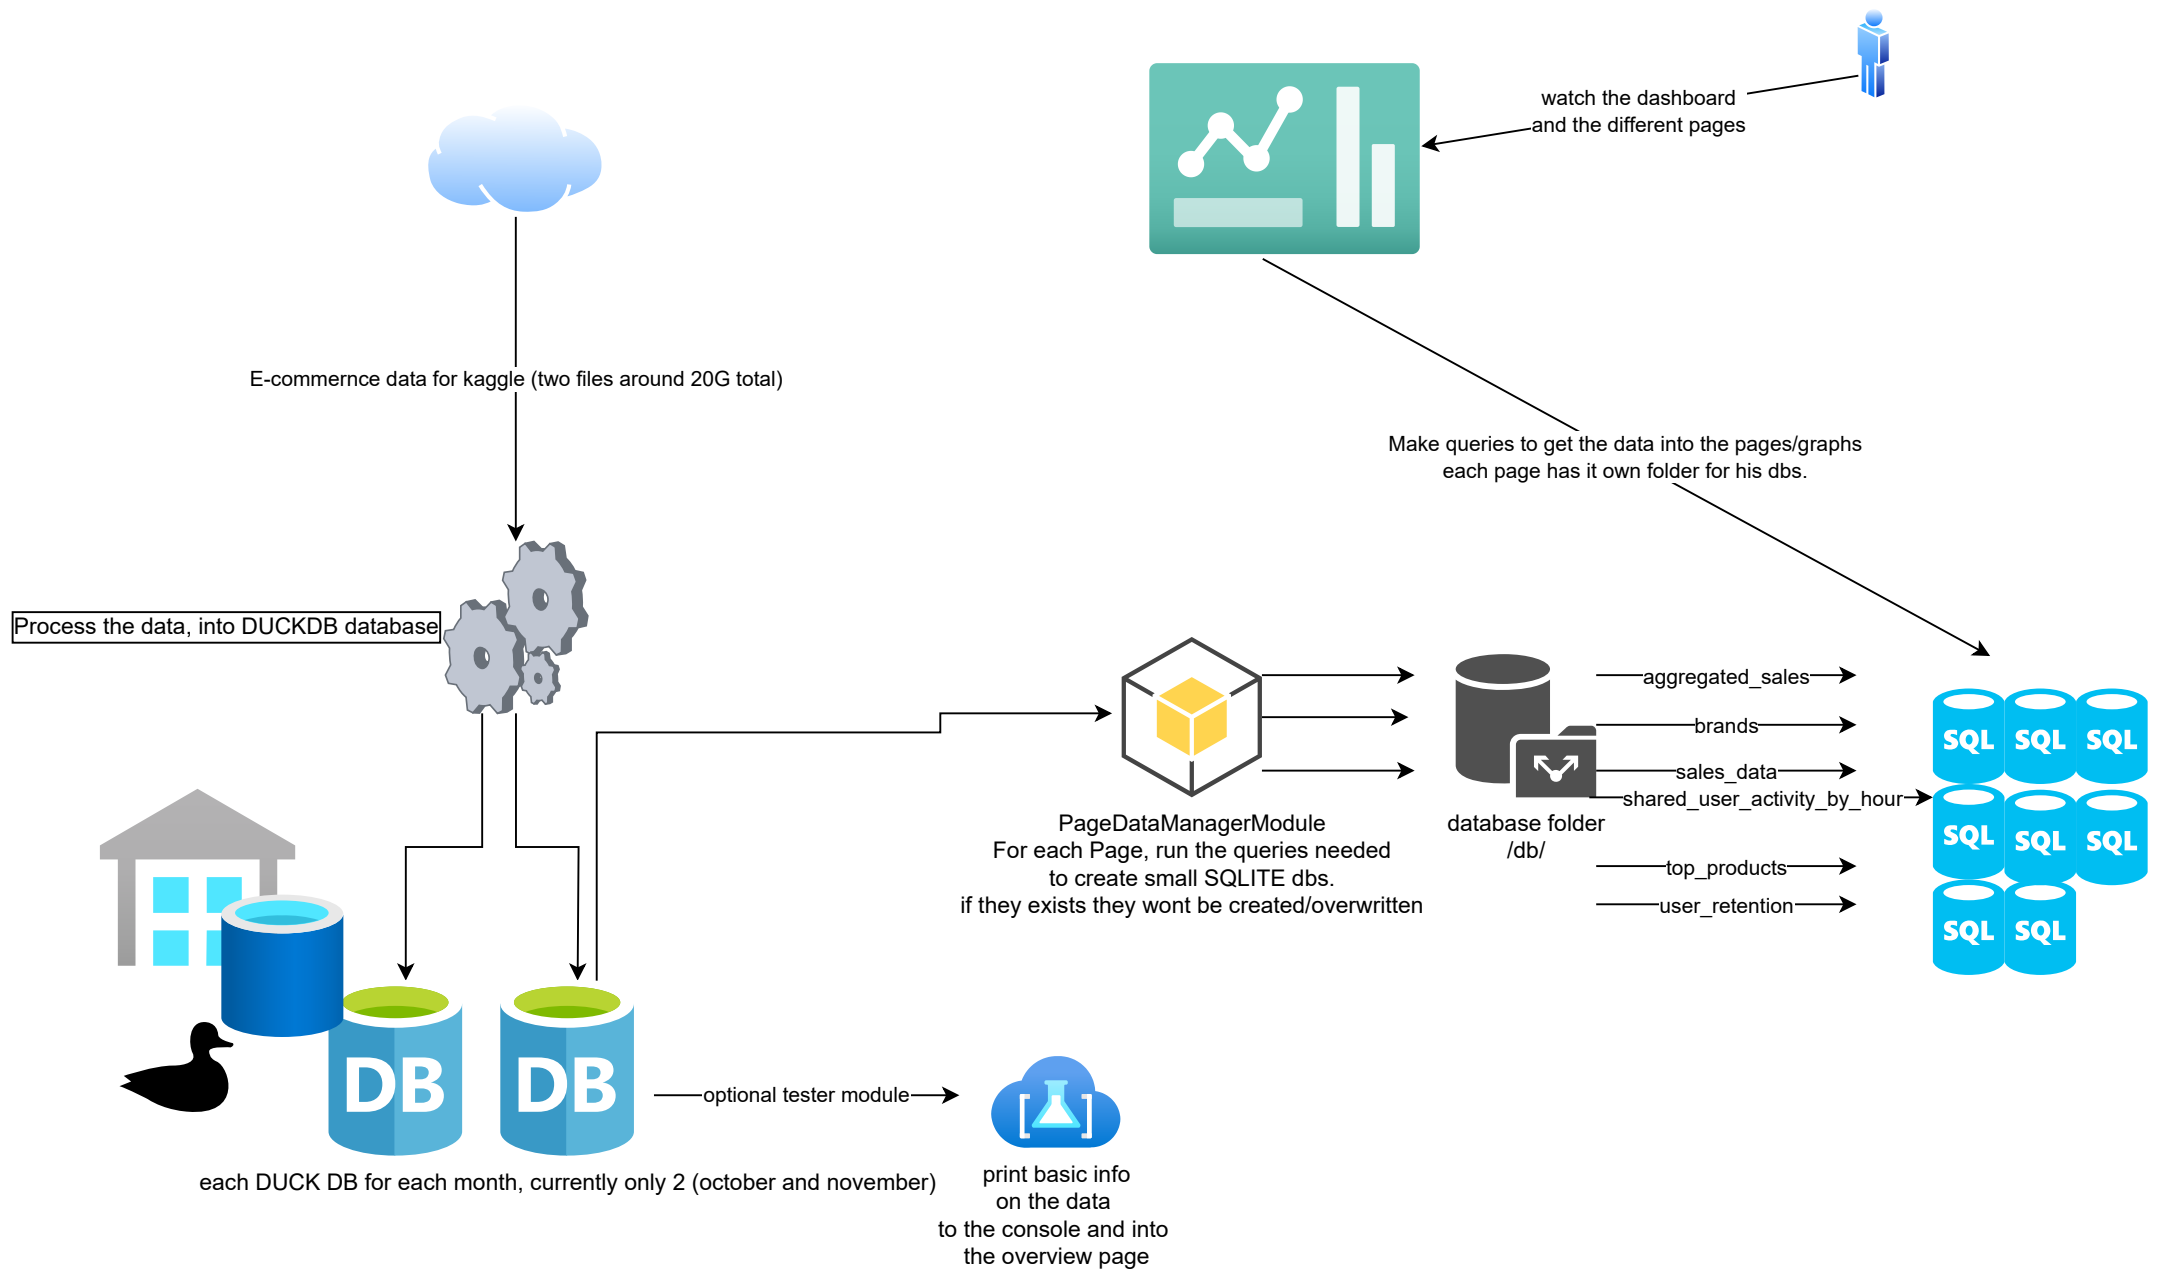 watch the dashboard
and the different pages
E-commernce data for kaggle (two files around 20G total)
Make queries to get the data into the pages/graphs
each page has it own folder for his dbs.
Process the data, into DUCKDB database
aggregated_sales
brands
sales_data
shared_user_activity_by_hour
top_products
user_retention
SQL SQL SQL
SQL SQL SQL
SQL SQL
PageDataManagerModule
For each Page, run the queries needed
to create small SQLITE dbs.
if they exists they wont be created/overwritten
database folder
/db/
DB DB
optional tester module
each DUCK DB for each month, currently only 2 (october and november)
print basic info
on the data
to the console and into
the overview page